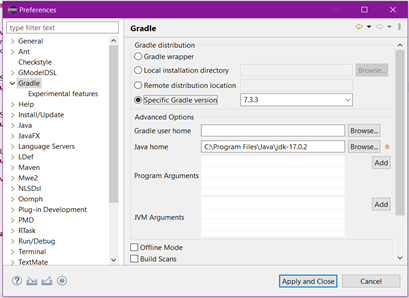 Preferences
type filter text
General
Ant
Checkstyle
GModelDSL
Gradle
Experimental features
Help
Install/Update
Java
JavaFX
Language Servers
LDef
Maven
Mwe2
NLSDsl
Oomph
Plug-in Development
PMD
RTask
Run/Debug
Terminal
TextMate
Gradle
Gradle distribution
Gradle wrapper
Local installation directory
Browse...
Remote distribution location
Specific Gradle version
7.3.3
Advanced Options
Gradle user home
Browse...
Java home
C:\Program Files\Java\jdk-17.0.2
Browse...
Program Arguments
Add
JVM Arguments
Add
Offline Mode
Build Scans
Apply and Close
Cancel